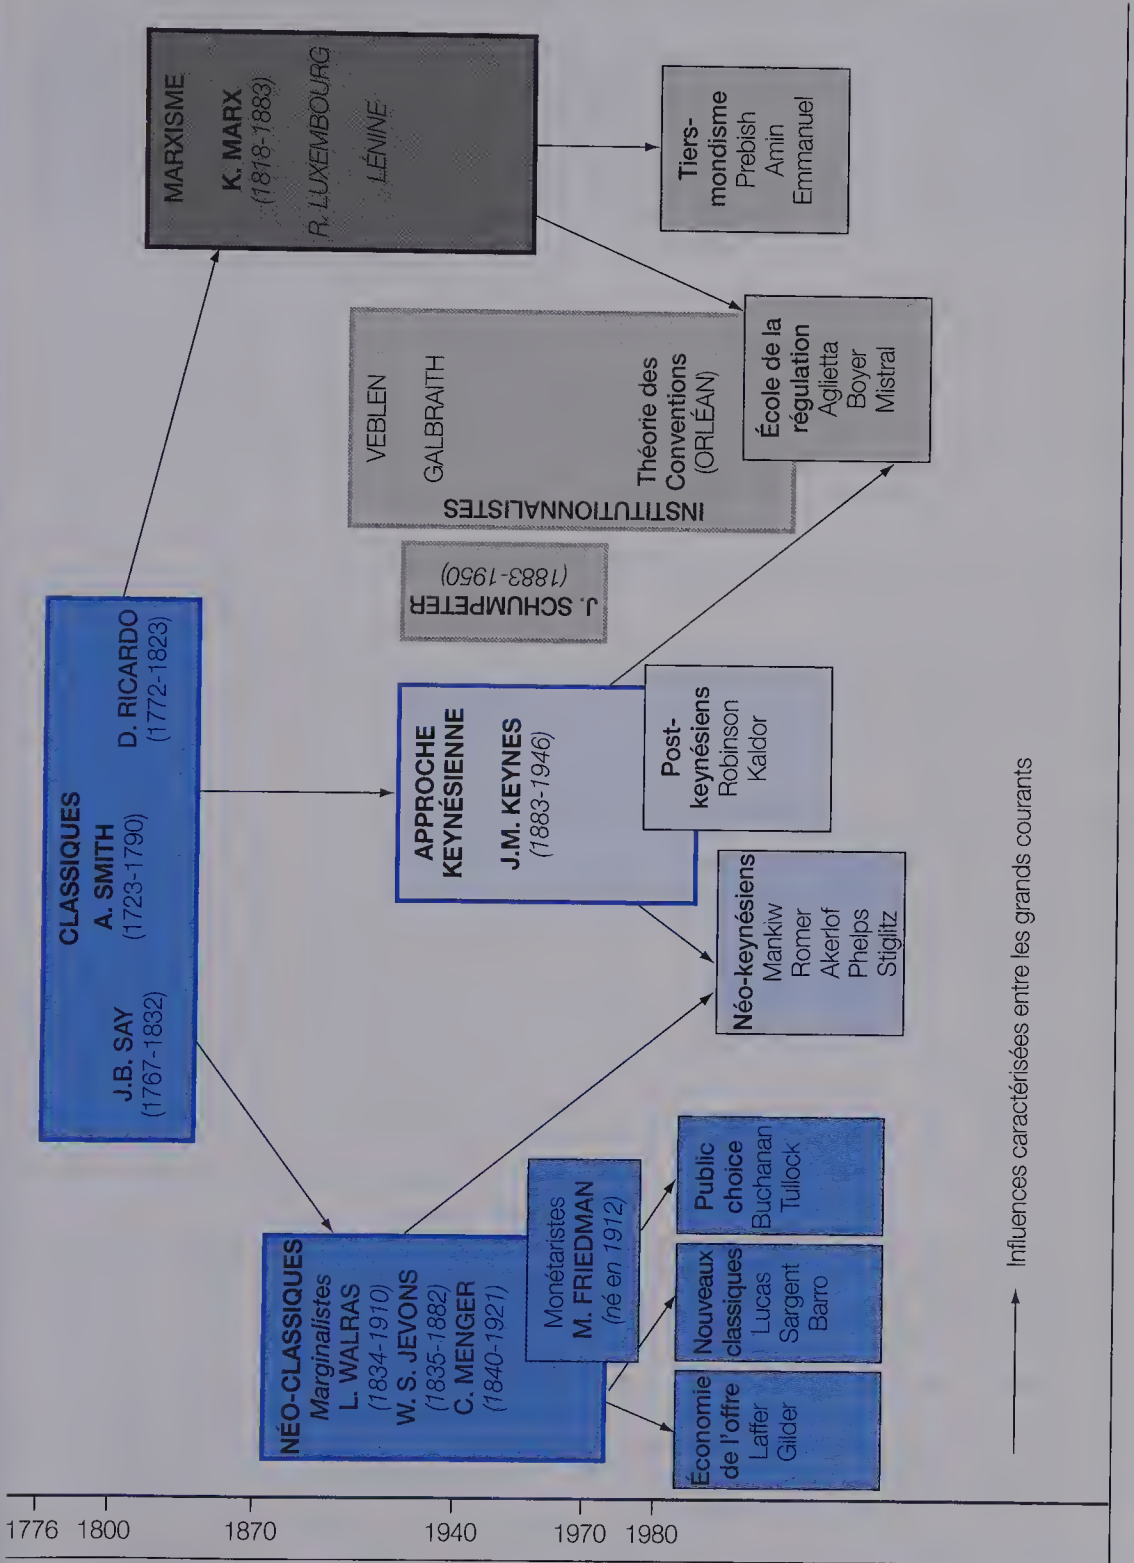 1776
1800
1870
1940
1970
1980
CLASSIQUES
J.B. SAY
(1767-1832)
A. SMITH
(1723-1790)
D. RICARDO
(1772-1823)
NÉO-CLASSIQUES
Marginalistes
L. WALRAS
(1834-1910)
W. S. JEVONS
(1835-1882)
C. MENGER
(1840-1921)
Monétaristes
M. FRIEDMAN
(né en 1912)
Économie
de l'offre
Laffer
Gilder
Nouveaux
classiques
Lucas
Sargent
Barro
Public
choice
Buchanan
Tullock
APPROCHE
KEYNÉSIENNE
J.M. KEYNES
(1883-1946)
Néo-keynésiens
Mankiw
Romer
Akerlof
Phelps
Stiglitz
Post-
keynésiens
Robinson
Kaldor
J. SCHUMPETER
(1883-1950)
INSTITUTIONNALISTES
VEBLEN
GALBRAITH
Théorie des
Conventions
(ORLÉAN)
École de la
régulation
Aglietta
Boyer
Mistral
MARXISME
K. MARX
(1818-1883)
R. LUXEMBOURG
LÉNINE
Tiers-
mondisme
Prebish
Amin
Emmanuel
Influences caractérisées entre les grands courants